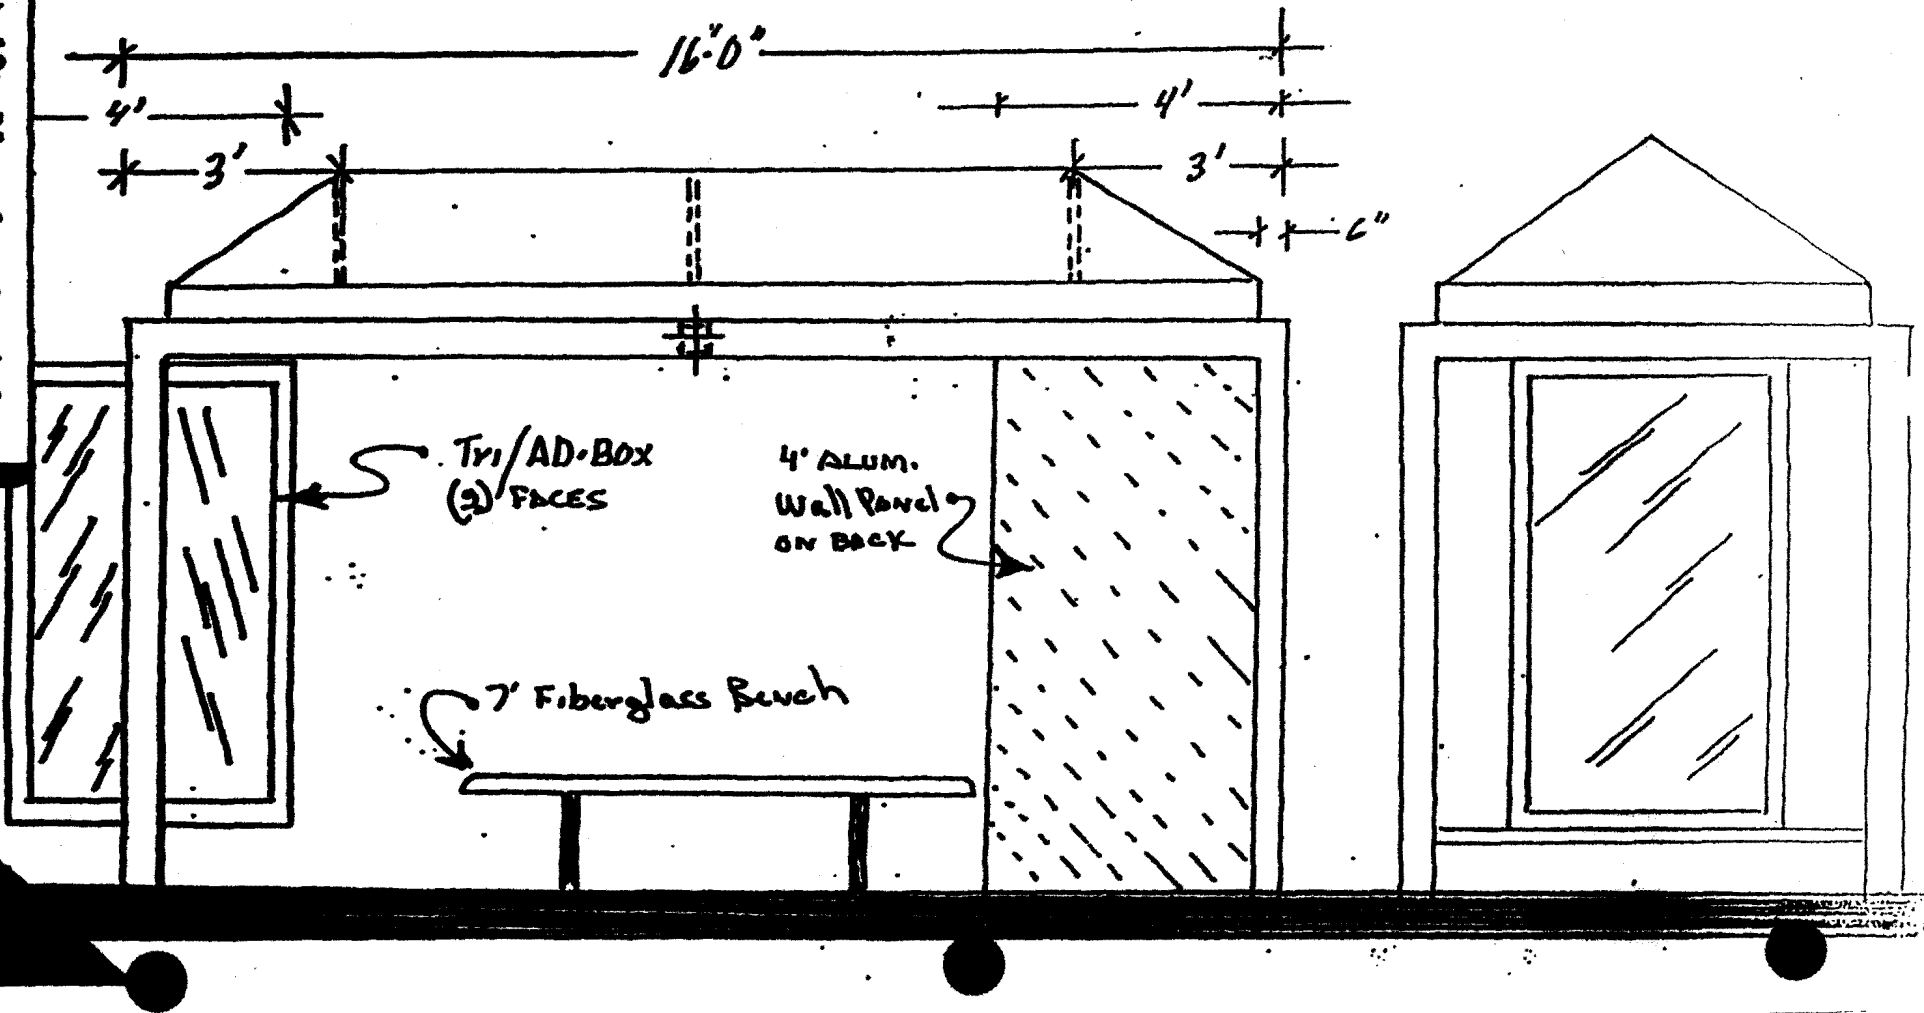 16'-0"
4'
4'
3'
3'
6"
Tri/AD-BOX
(2) FACES
4' ALUM.
Wall Panel
ON BACK
7' Fiberglass Bench